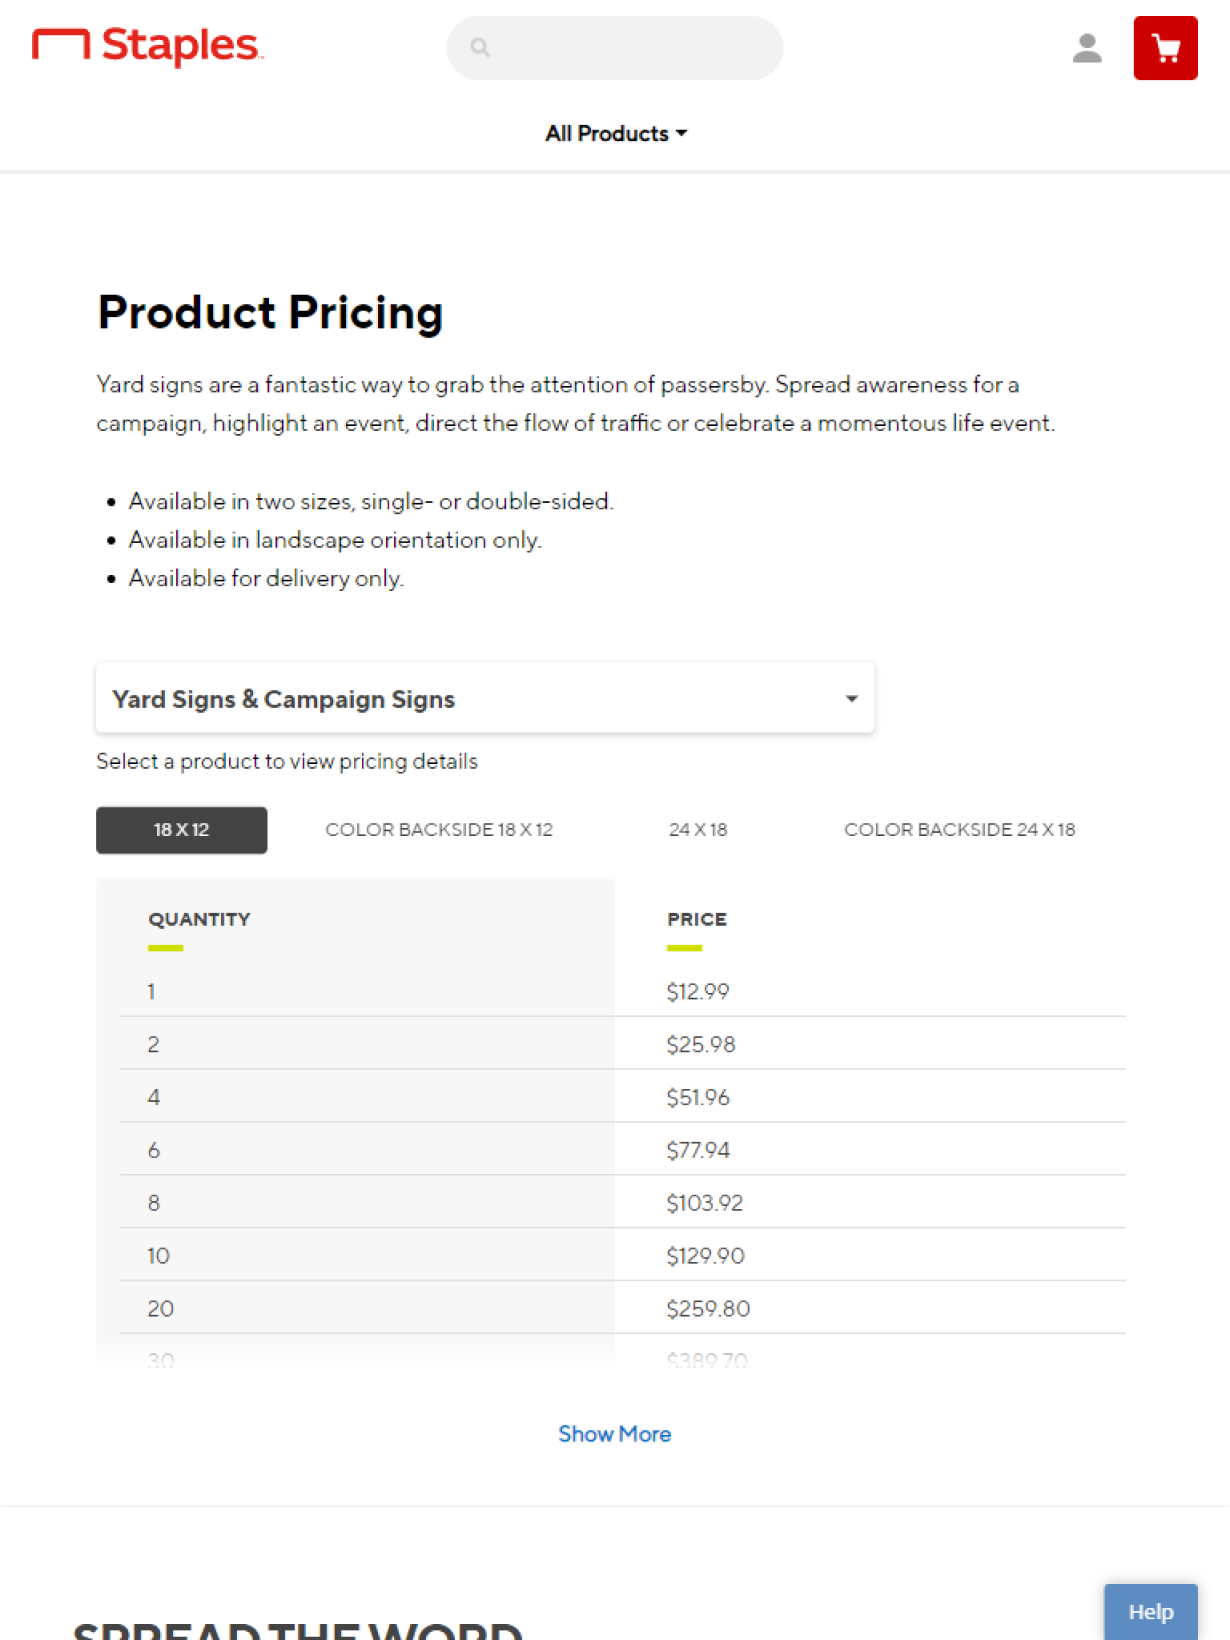 Staples
All Products
Product Pricing
Yard signs are a fantastic way to grab the attention of passersby. Spread awareness for a
campaign, highlight an event, direct the flow of traffic or celebrate a momentous life event.
Available in two sizes, single- or double-sided.
Available in landscape orientation only.
Available for delivery only.
Yard Signs & Campaign Signs
Select a product to view pricing details
18 X 12 COLOR BACKSIDE 18 X 12 24 X 18 COLOR BACKSIDE 24 X 18
QUANTITY PRICE
1 $12.99
2 $25.98
4 $51.96
6 $77.94
8 $103.92
10 $129.90
20 $259.80
30 $389.70
Show More
Help
SPREAD THE WORD